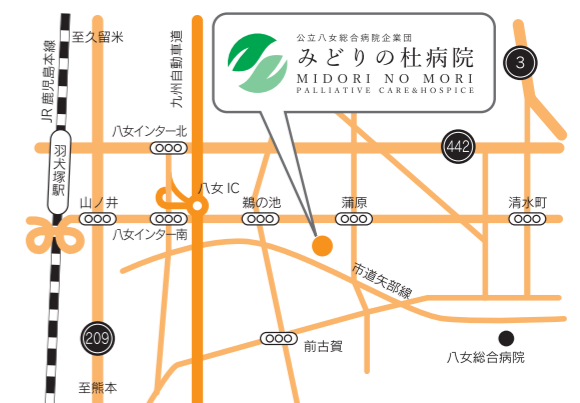 至久留米
JR 鹿児島本線
九州自動車道
公立八女総合病院企業団
みどりの杜病院
MIDORI NO MORI
PALLIATIVE CARE&HOSPICE
3
八女インター北
442
羽犬塚駅
八女 IC
山ノ井
鵜の池
蒲原
清水町
八女インター南
市道矢部線
209
前古賀
八女総合病院
至熊本